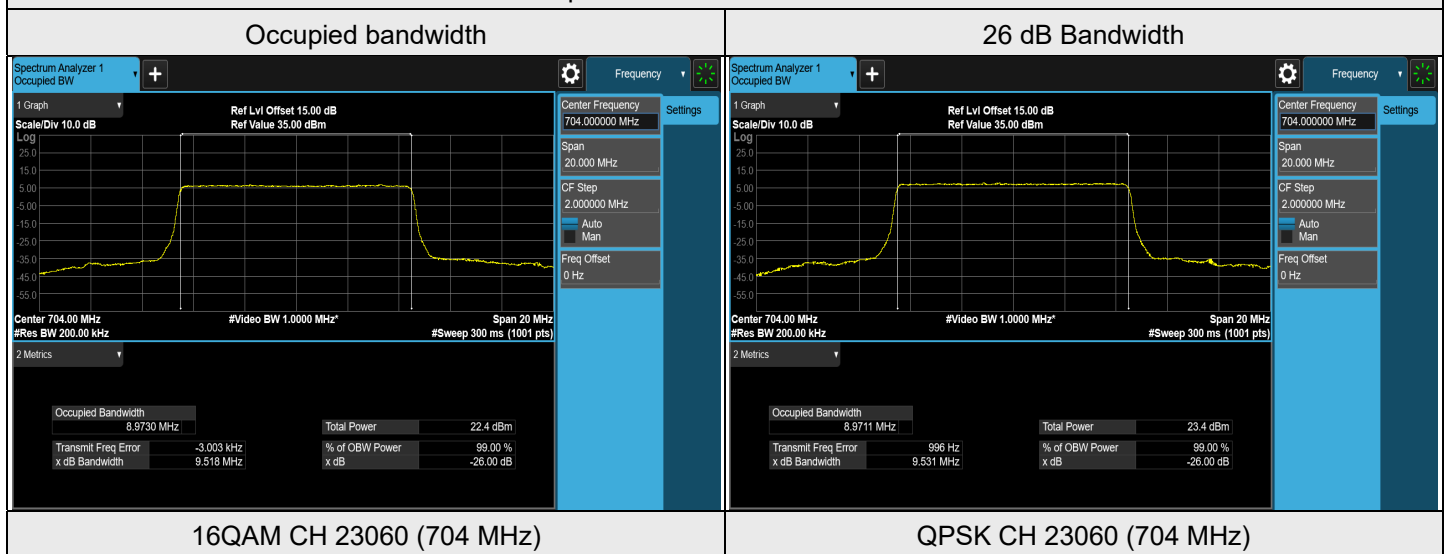 Occupied bandwidth
26 dB Bandwidth
Spectrum Analyzer 1
Occupied BW
+
Frequency
1 Graph
Scale/Div 10.0 dB
Ref Lvl Offset 15.00 dB
Ref Value 35.00 dBm
Log
25.0
15.0
5.00
-5.00
-15.0
-25.0
-35.0
-45.0
-55.0
Center 704.00 MHz
#Video BW 1.0000 MHz*
Span 20 MHz
#Res BW 200.00 kHz
#Sweep 300 ms (1001 pts)
Center Frequency
704.000000 MHz
Settings
Span
20.000 MHz
CF Step
2.000000 MHz
Auto
Man
Freq Offset
0 Hz
2 Metrics
Occupied Bandwidth
8.9730 MHz
Total Power 22.4 dBm
Transmit Freq Error -3.003 kHz
% of OBW Power 99.00 %
x dB Bandwidth 9.518 MHz
x dB -26.00 dB
Spectrum Analyzer 1
Occupied BW
+
Frequency
1 Graph
Scale/Div 10.0 dB
Ref Lvl Offset 15.00 dB
Ref Value 35.00 dBm
Log
25.0
15.0
5.00
-5.00
-15.0
-25.0
-35.0
-45.0
-55.0
Center 704.00 MHz
#Video BW 1.0000 MHz*
Span 20 MHz
#Res BW 200.00 kHz
#Sweep 300 ms (1001 pts)
Center Frequency
704.000000 MHz
Settings
Span
20.000 MHz
CF Step
2.000000 MHz
Auto
Man
Freq Offset
0 Hz
2 Metrics
Occupied Bandwidth
8.9711 MHz
Total Power 23.4 dBm
Transmit Freq Error 996 Hz
% of OBW Power 99.00 %
x dB Bandwidth 9.531 MHz
x dB -26.00 dB
16QAM CH 23060 (704 MHz)
QPSK CH 23060 (704 MHz)